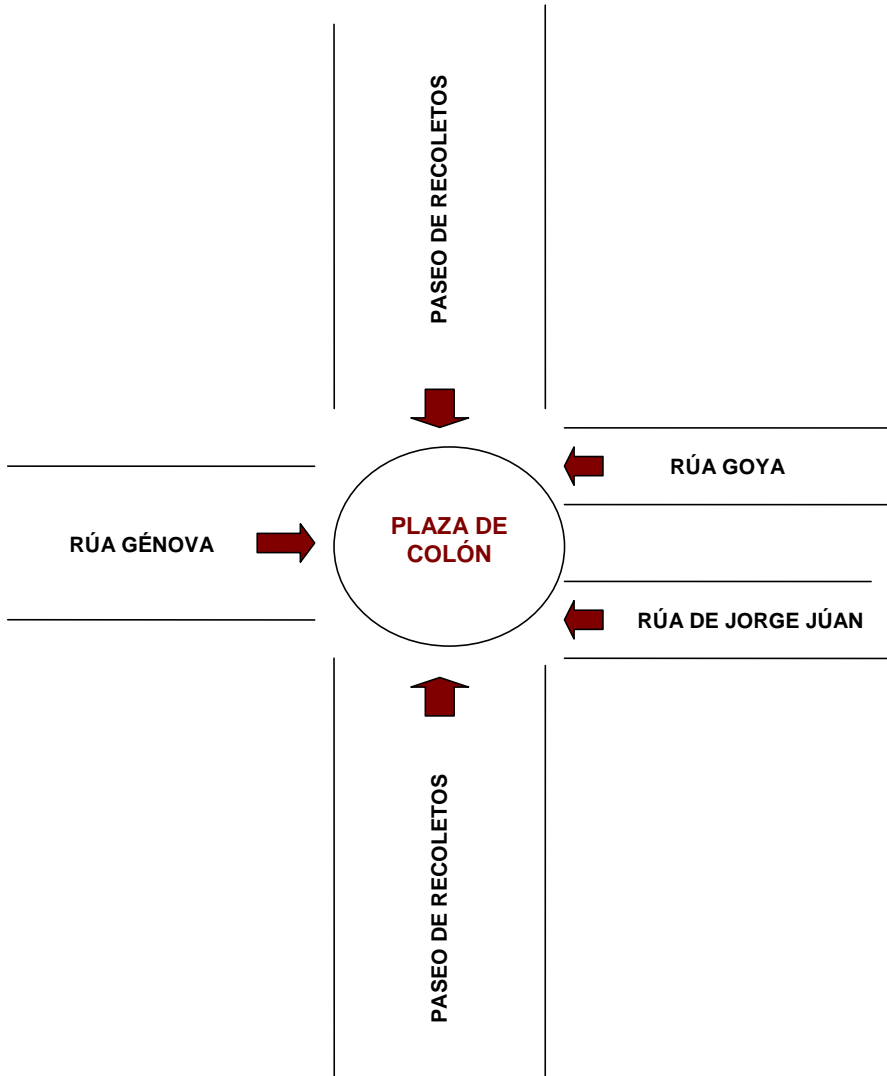 PASEO DE RECOLETOS
RÚA GOYA
PLAZA DE
COLÓN
RÚA GÉNOVA
RÚA DE JORGE JÚAN
PASEO DE RECOLETOS